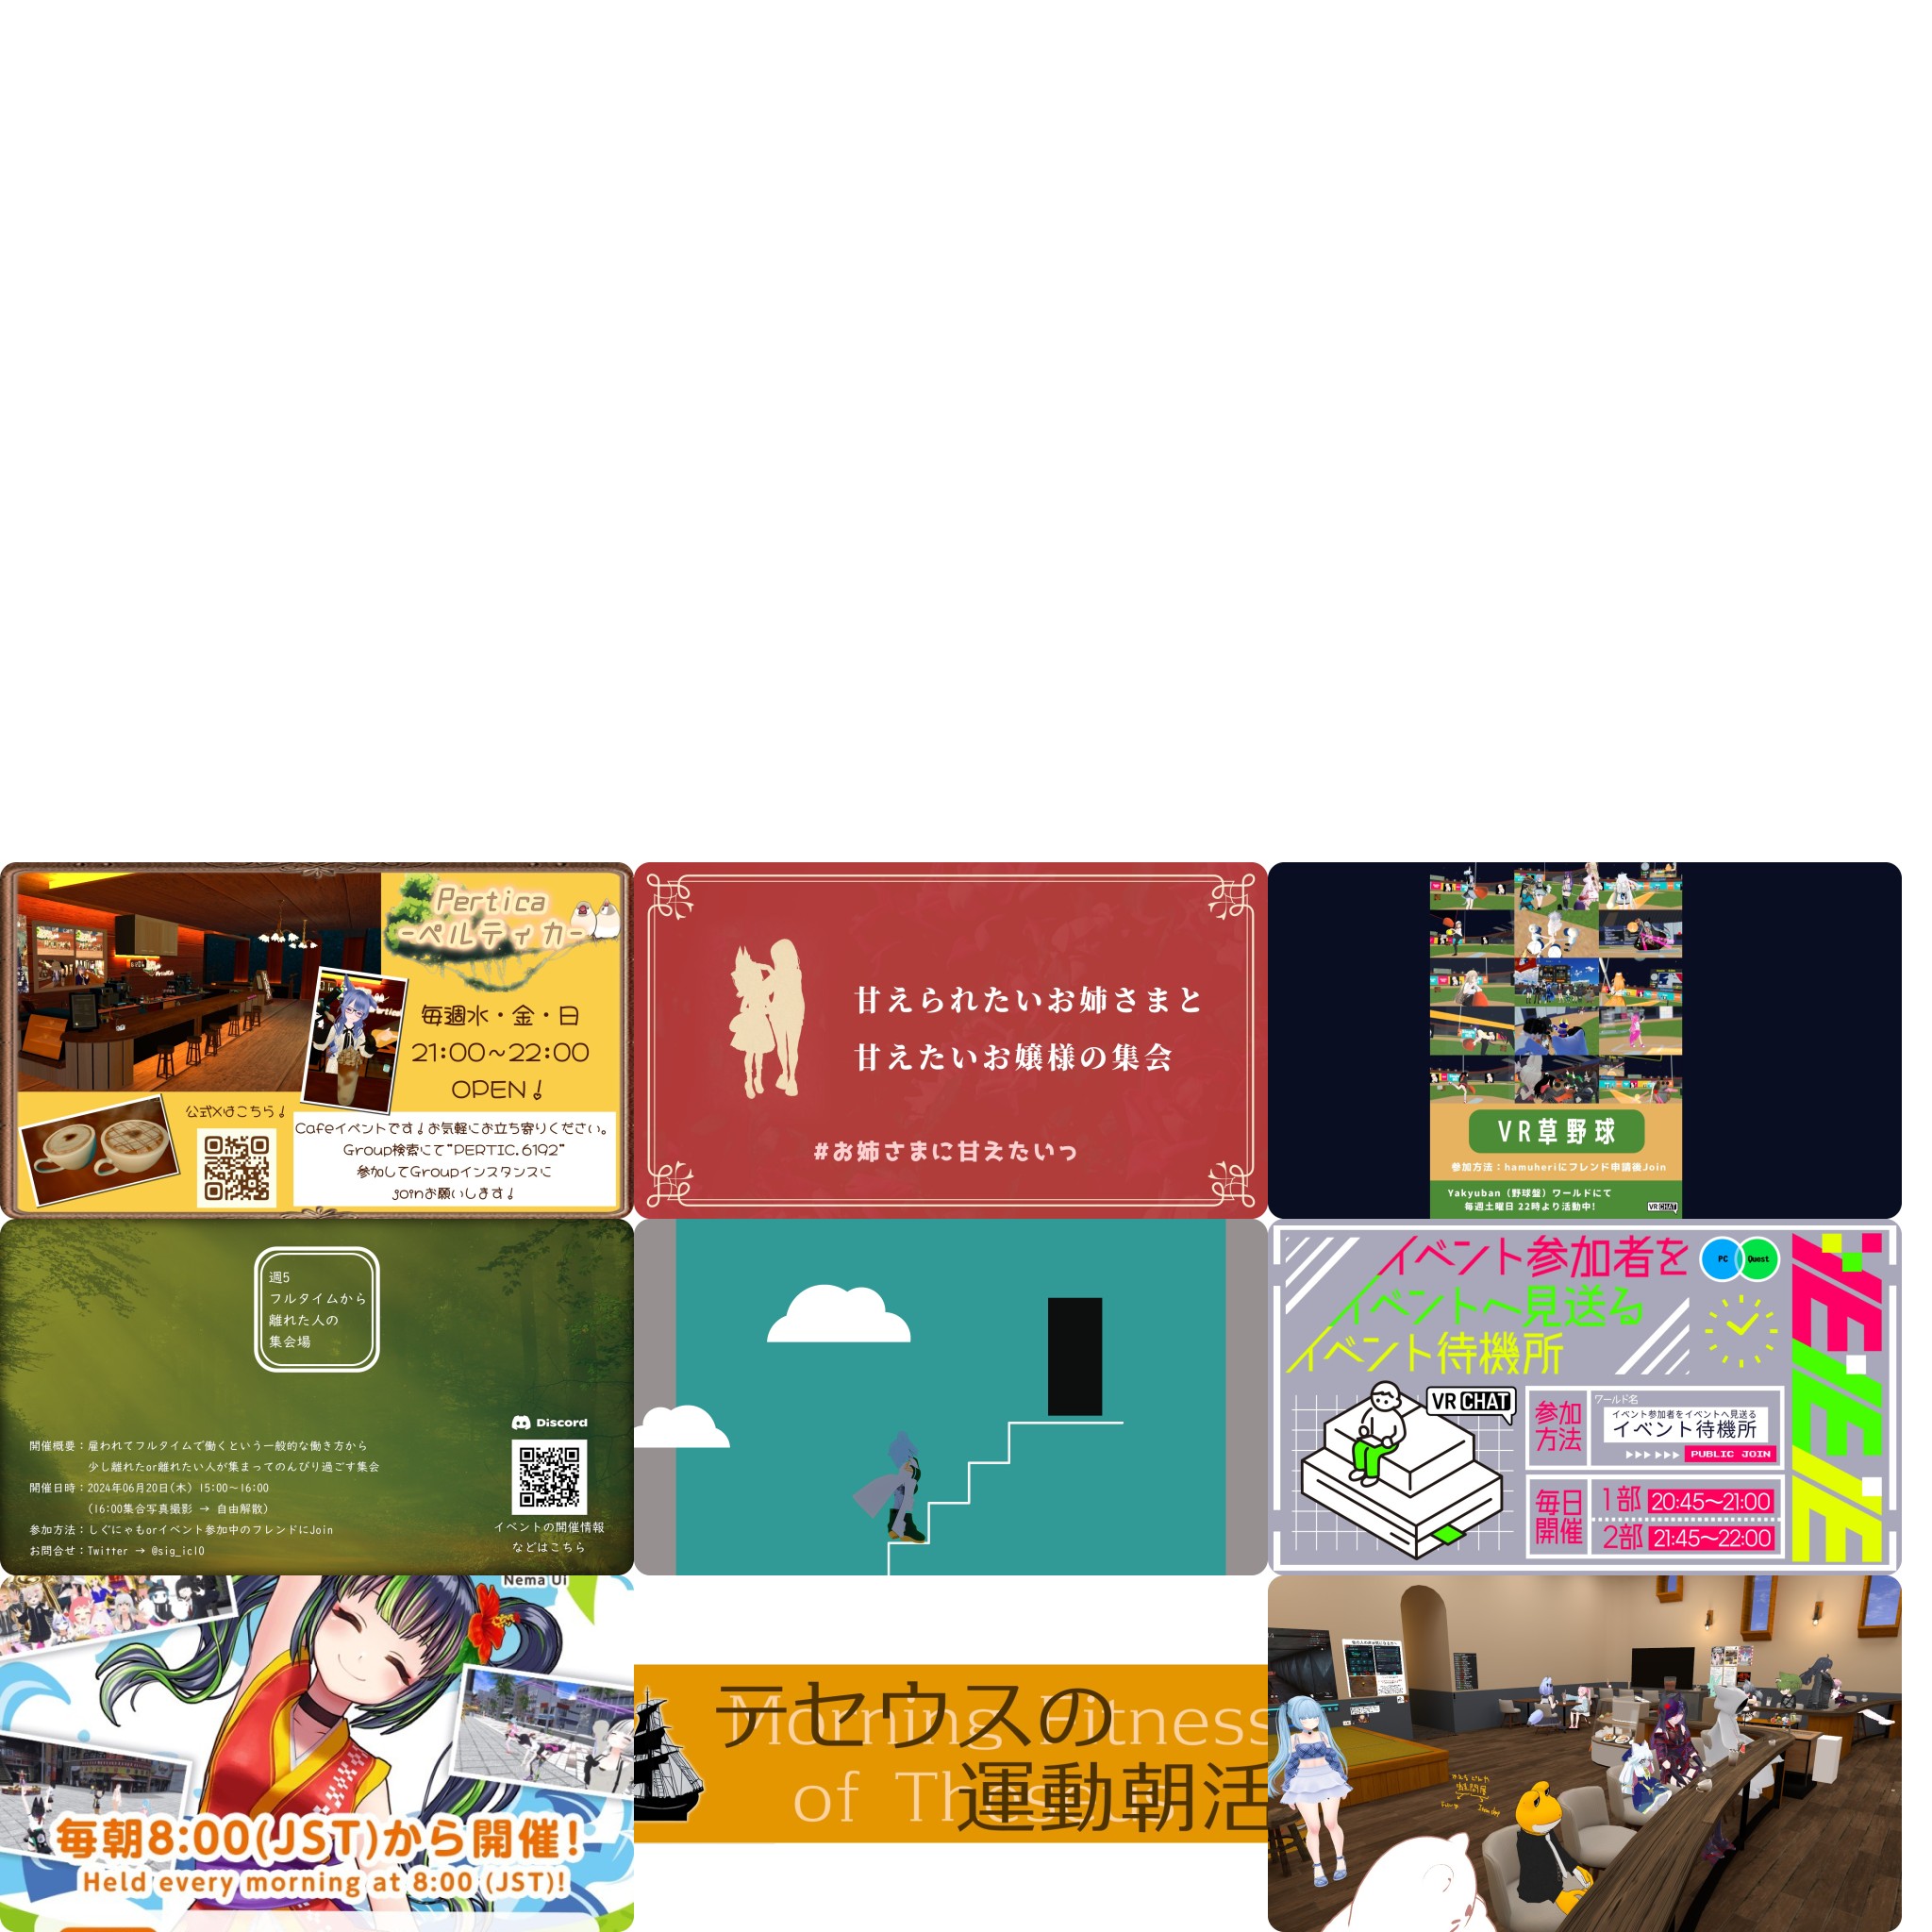 Pertica
-ペルティカ-
毎週水・金・日
21:00~22:00
OPEN!
公式Xはこちら!
Cafeイベントです!お気軽にお立ち寄りください。
Group検索にて"PERTIC.6192"
参加してGroupインスタンスに
joinお願いします!
甘えられたいお姉さまと
甘えたいお嬢様の集会
#お姉さまに甘えたいっ
VR草野球
参加方法:hamuheriにフレンド申請後Join
Yakyuban(野球盤)ワールドにて
毎週土曜日 22時より活動中!
VRCHAT
週5
フルタイムから
離れた人の
集会場
Discord
開催概要:雇われてフルタイムで働くという一般的な働き方から
少し離れたor離れたい人が集まってのんびり過ごす集会
開催日時:2024年06月20日(木) 15:00~16:00
(16:00集合写真撮影 → 自由解散)
参加方法:しぐにゃもorイベント参加中のフレンドにJoin
お問合せ:Twitter → @sig_ic10
イベントの開催情報
などはこちら
イベント参加者を
イベントへ見送る
イベント待機所
PC
Quest
VRCHAT
参加
方法
ワールド名
イベント参加者をイベントへ見送る
イベント待機所
PUBLIC JOIN
毎日
開催
1部 20:45~21:00
2部 21:45~22:00
Nema Ui
毎朝8:00(JST)から開催!
Held every morning at 8:00 (JST)!
テセウスの
Morning Fitness
運動朝活
of Theseus